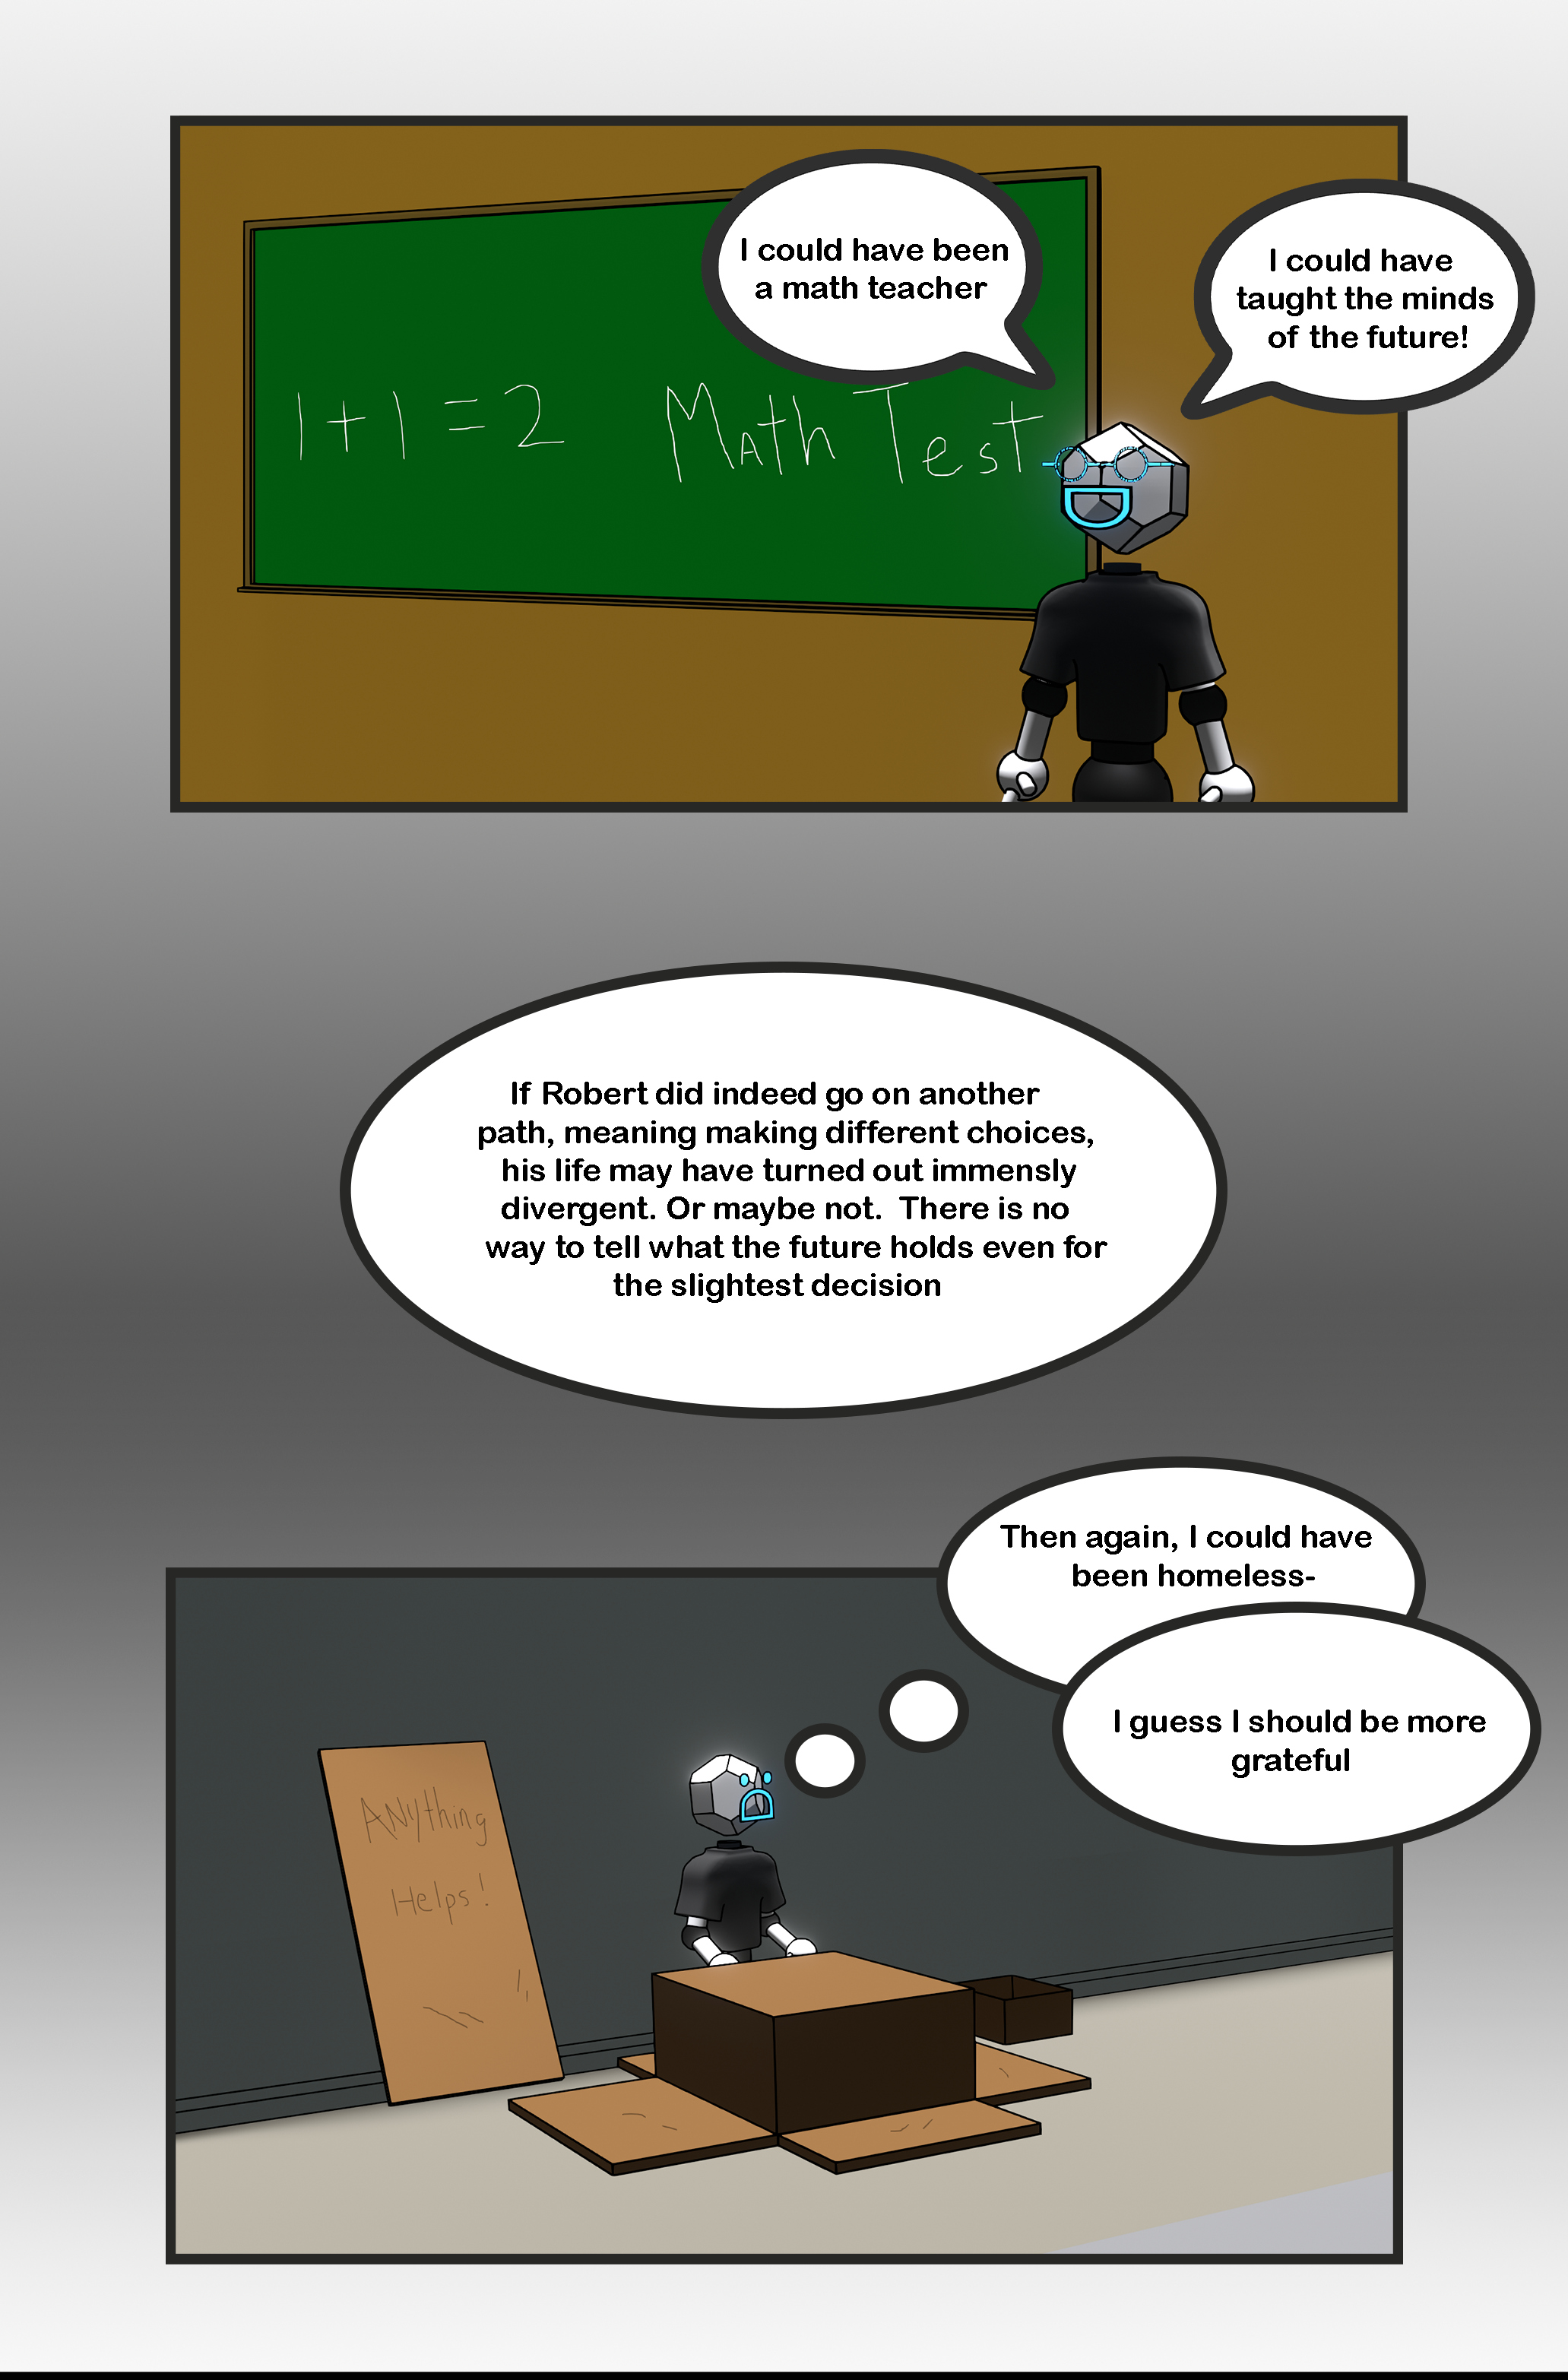 I could have been
a math teacher
I could have
taught the minds
of the future!
1+1=2 Math Test
If Robert did indeed go on another
path, meaning making different choices,
his life may have turned out immensly
divergent. Or maybe not.  There is no
way to tell what the future holds even for
the slightest decision
Then again, I could have
been homeless-
I guess I should be more
grateful
ANything
Helps!